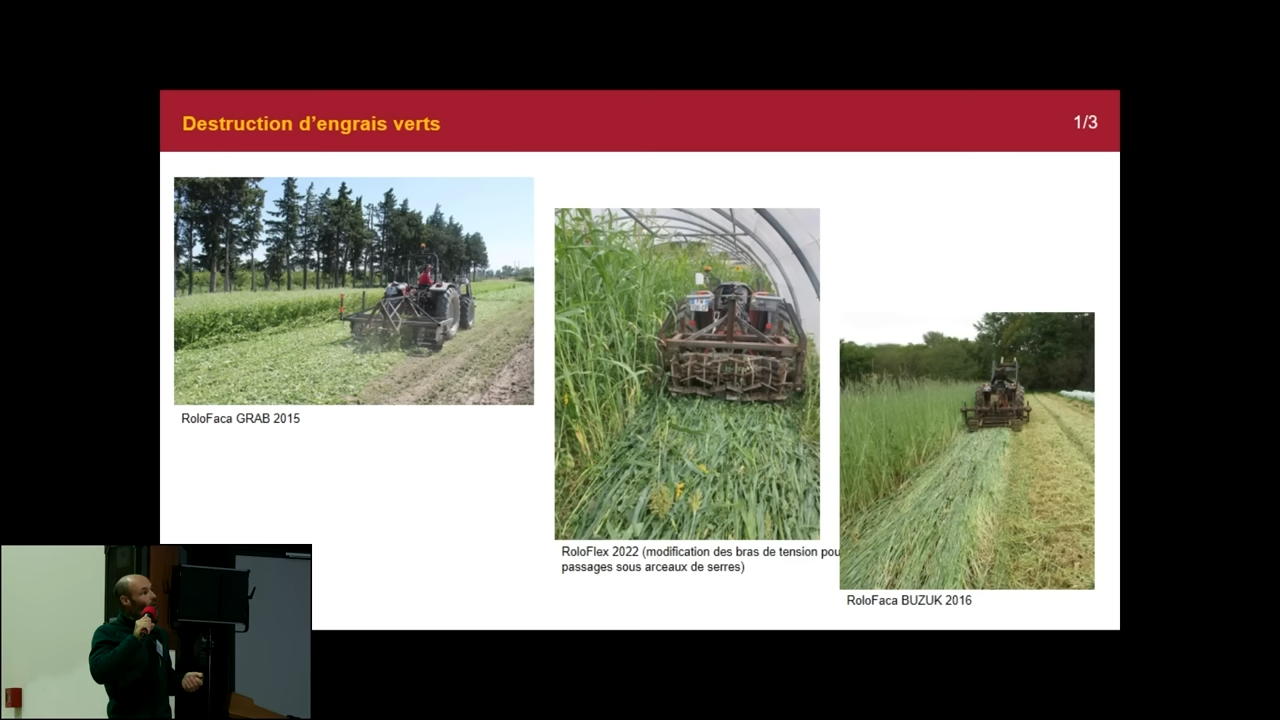 Destruction d’engrais verts
1/3
RoloFaca GRAB 2015
RoloFlex 2022 (modification des bras de tension pou
passages sous arceaux de serres)
RoloFaca BUZUK 2016